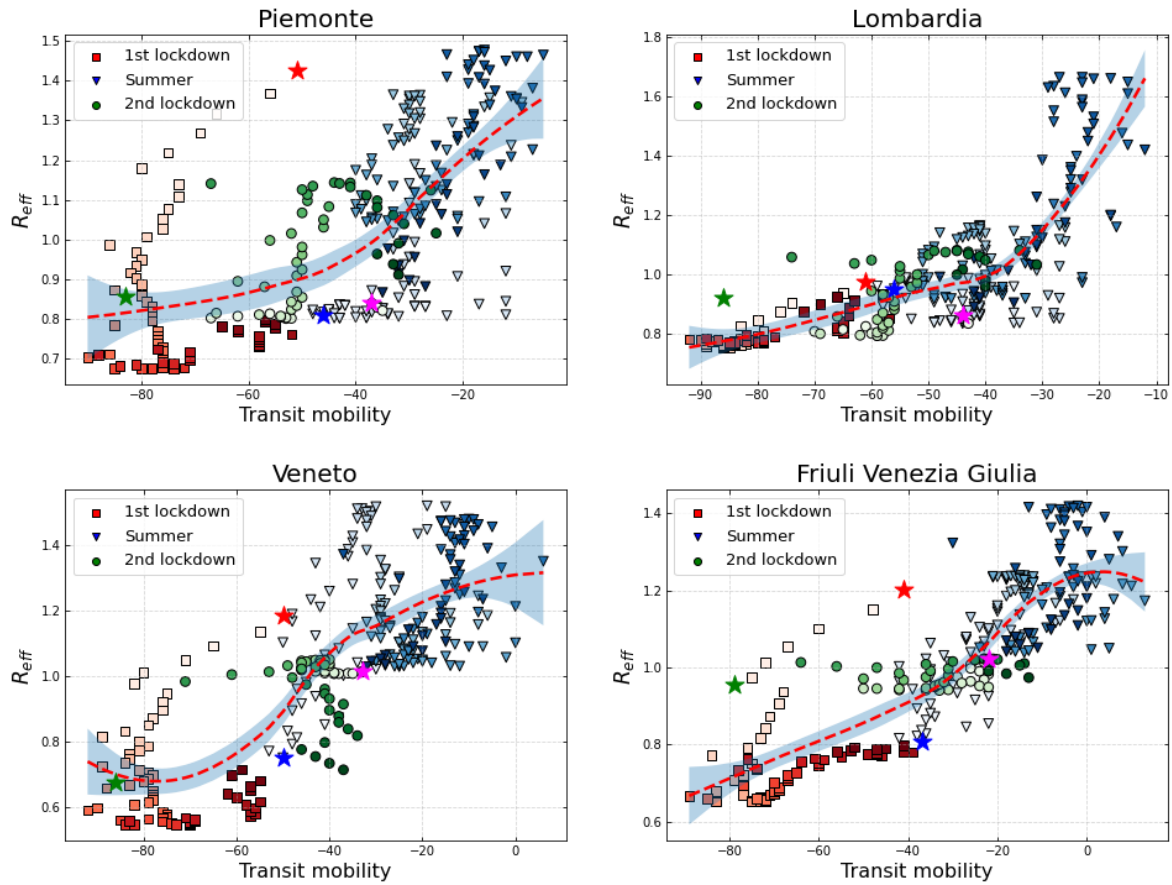 Piemonte
1st lockdown
Summer
2nd lockdown
1.5
1.4
1.3
1.2
1.1
1.0
0.9
0.8
0.7
R_eff
−80
−60
−40
−20
Transit mobility
Lombardia
1st lockdown
Summer
2nd lockdown
1.8
1.6
1.4
1.2
1.0
0.8
R_eff
−90
−80
−70
−60
−50
−40
−30
−20
−10
Transit mobility
Veneto
1st lockdown
Summer
2nd lockdown
1.4
1.2
1.0
0.8
0.6
R_eff
−80
−60
−40
−20
0
Transit mobility
Friuli Venezia Giulia
1st lockdown
Summer
2nd lockdown
1.4
1.2
1.0
0.8
0.6
R_eff
−80
−60
−40
−20
0
Transit mobility